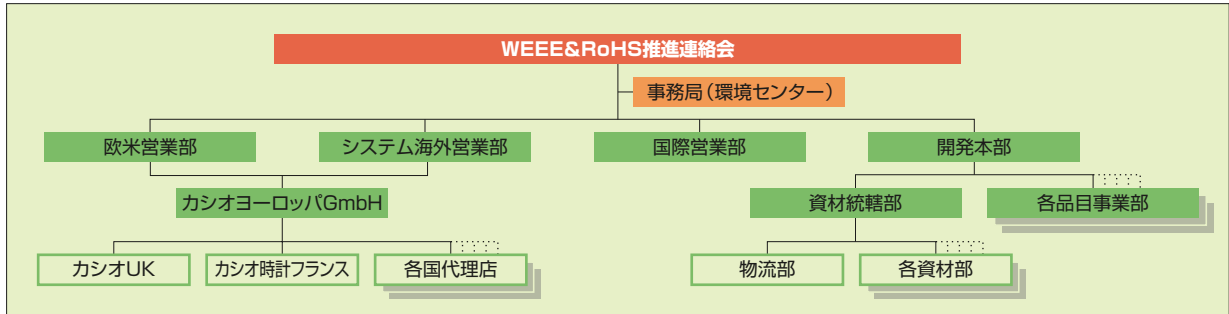 WEEE&RoHS推進連絡会
事務局(環境センター)
欧米営業部
システム海外営業部
国際営業部
開発本部
カシオヨーロッパGmbH
資材統轄部
各品目事業部
カシオUK
カシオ時計フランス
各国代理店
物流部
各資材部